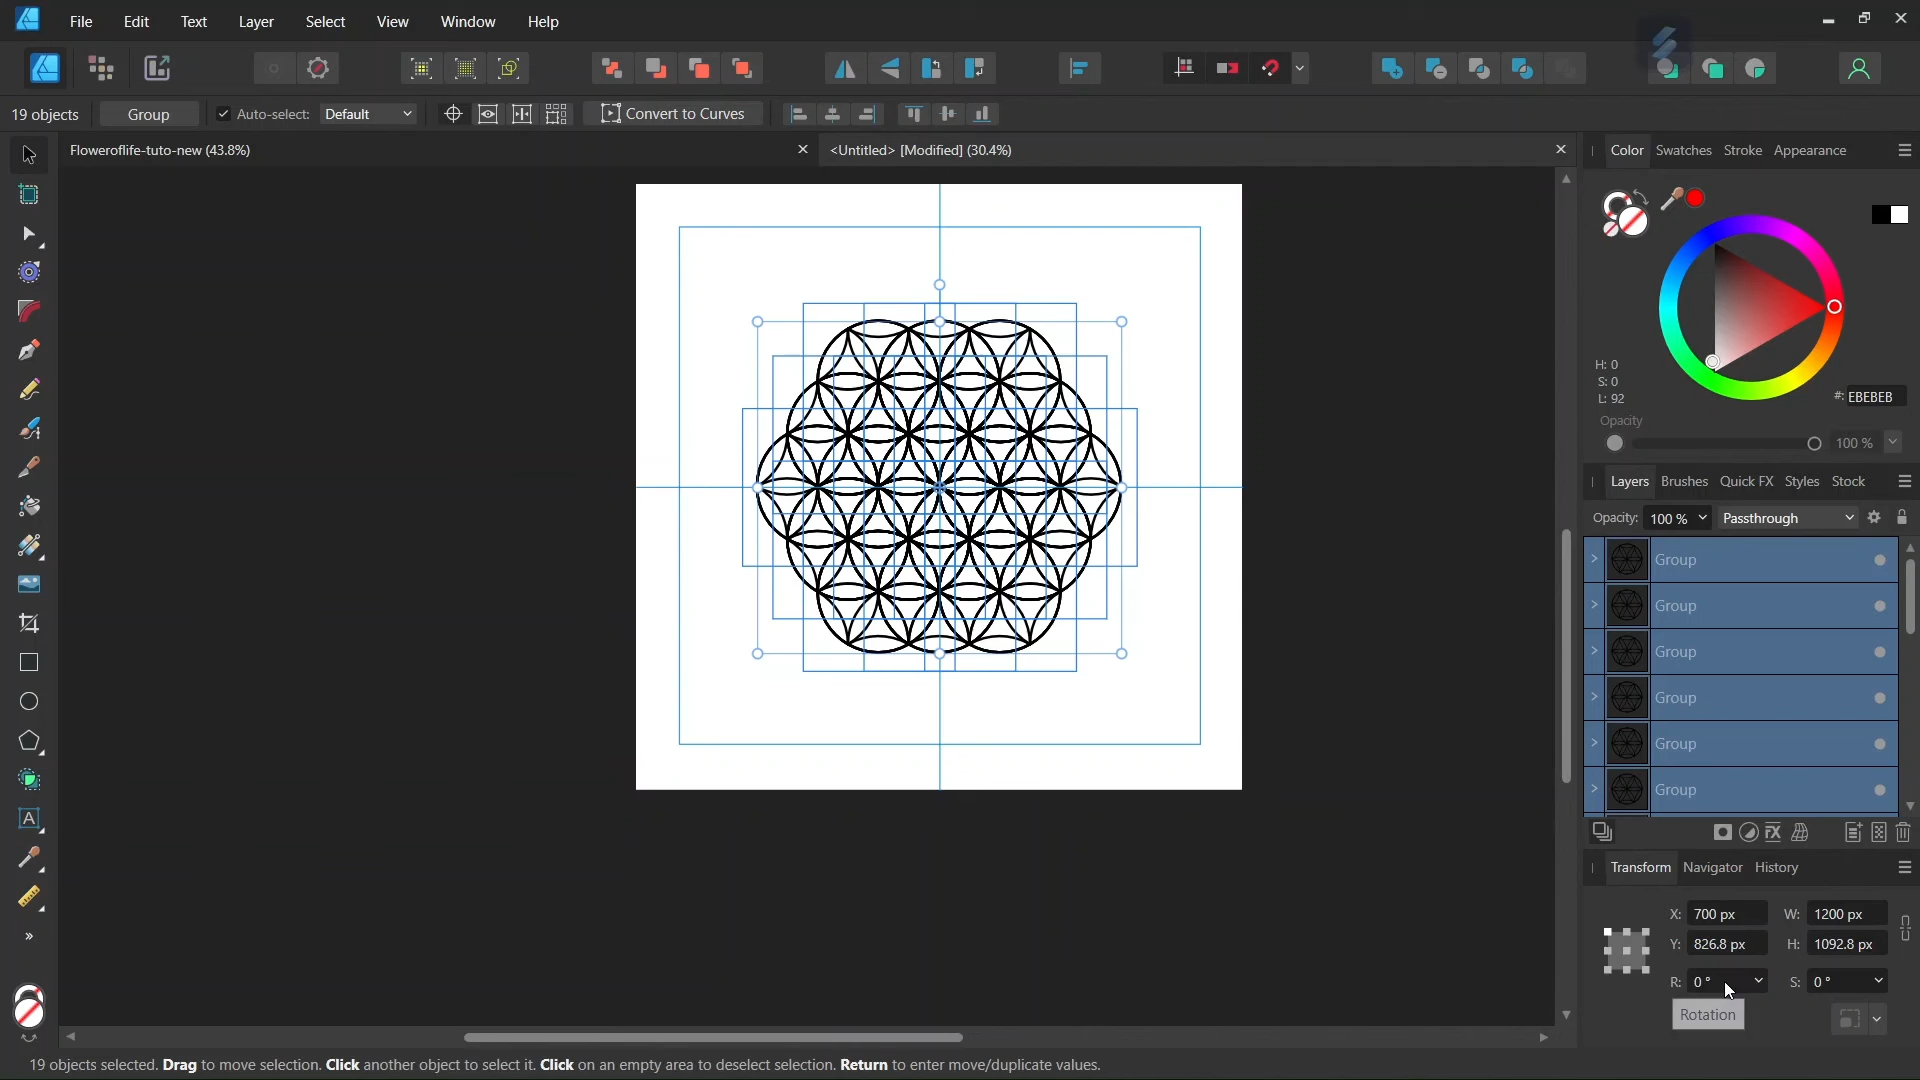 File Edit Text Layer Select View Window Help
19 objects Group Auto-select: Default Convert to Curves
Floweroflife-tuto-new (43.8%) <Untitled> [Modified] (30.4%)
Color Swatches Stroke Appearance
H: 0
S: 0
L: 92
#: EBEBEB
Opacity
100 %
Layers Brushes Quick FX Styles Stock
Opacity: 100 % Passthrough
Group
Group
Group
Group
Group
Group
Transform Navigator History
X: 700 px W: 1200 px
Y: 826.8 px H: 1092.8 px
R: 0 ° S: 0 °
Rotation
19 objects selected. Drag to move selection. Click another object to select it. Click on an empty area to deselect selection. Return to enter move/duplicate values.